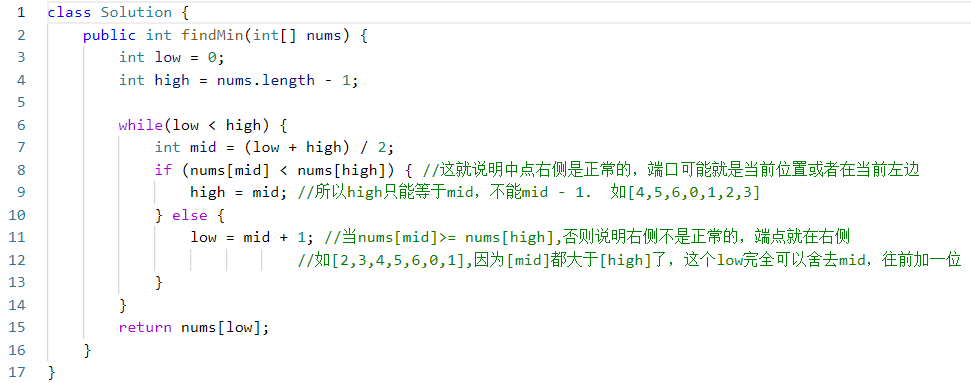 1 class Solution {
2     public int findMin(int[] nums) {
3         int low = 0;
4         int high = nums.length - 1;
5
6         while(low < high) {
7             int mid = (low + high) / 2;
8             if (nums[mid] < nums[high]) { //这就说明中点右侧是正常的，端口可能就是当前位置或者在当前左边
9                 high = mid; //所以high只能等于mid，不能mid - 1.  如[4,5,6,0,1,2,3]
10             } else {
11                 low = mid + 1; //当nums[mid]>= nums[high],否则说明右侧不是正常的，端点就在右侧
12                             //如[2,3,4,5,6,0,1],因为[mid]都大于[high]了，这个low完全可以舍去mid，往前加一位
13             }
14         }
15         return nums[low];
16     }
17 }